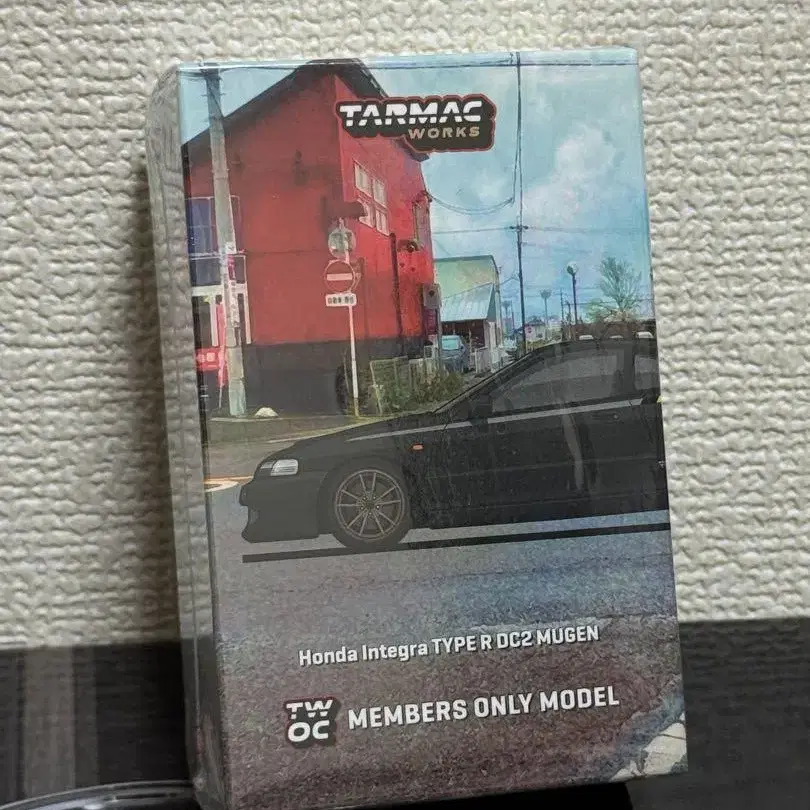 TARMAC
WORKS
Honda Integra TYPE R DC2 MUGEN
TW
OC
MEMBERS ONLY MODEL